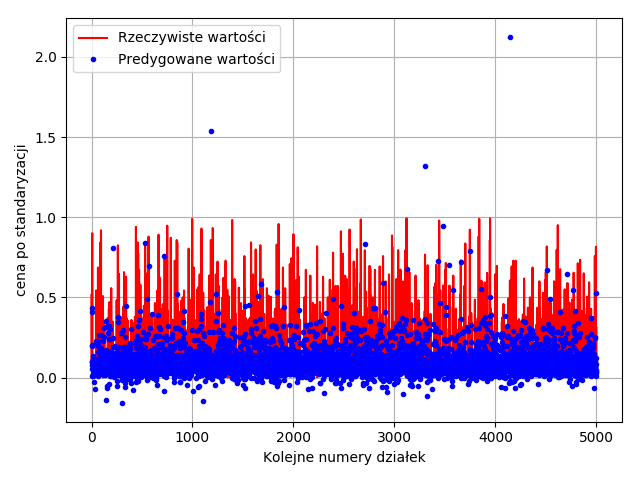 Rzeczywiste wartości
Predygowane wartości
2.0
1.5
1.0
0.5
0.0
cena po standaryzacji
0 1000 2000 3000 4000 5000
Kolejne numery działek